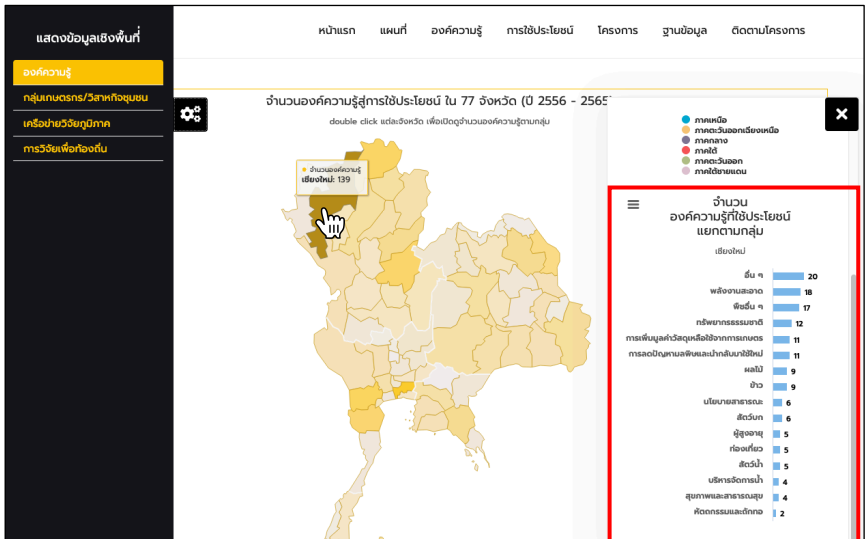 แสดงข้อมูลเชิงพื้นที่
องค์ความรู้
กลุ่มเกษตรกร/วิสาหกิจชุมชน
เครือข่ายวิจัยภูมิภาค
การวิจัยเพื่อท้องถิ่น
หน้าแรก แผนที่ องค์ความรู้ การใช้ประโยชน์ โครงการ ฐานข้อมูล ติดตามโครงการ
จำนวนองค์ความรู้สู่การใช้ประโยชน์ ใน 77 จังหวัด (ปี 2556 - 2565)
double click แต่ละจังหวัด เพื่อเปิดดูจำนวนองค์ความรู้ตามกลุ่ม
จำนวนองค์ความรู้
เชียงใหม่: 139
ภาคเหนือ
ภาคตะวันออกเฉียงเหนือ
ภาคกลาง
ภาคใต้
ภาคตะวันออก
ภาคใต้ชายแดน
จำนวน
องค์ความรู้ที่ใช้ประโยชน์
แยกตามกลุ่ม
เชียงใหม่
อื่น ๆ 20
พลังงานสะอาด 18
พืชอื่น ๆ 17
ทรัพยากรธรรมชาติ 12
การเพิ่มมูลค่าวัสดุเหลือใช้จากการเกษตร 11
การลดปัญหามลพิษและนำกลับมาใช้ใหม่ 11
ผลไม้ 9
ข้าว 9
นโยบายสาธารณะ 6
สัตว์บก 6
ผู้สูงอายุ 5
ท่องเที่ยว 5
สัตว์น้ำ 5
บริหารจัดการน้ำ 4
สุขภาพและสาธารณสุข 4
หัตถกรรมและถักทอ 2